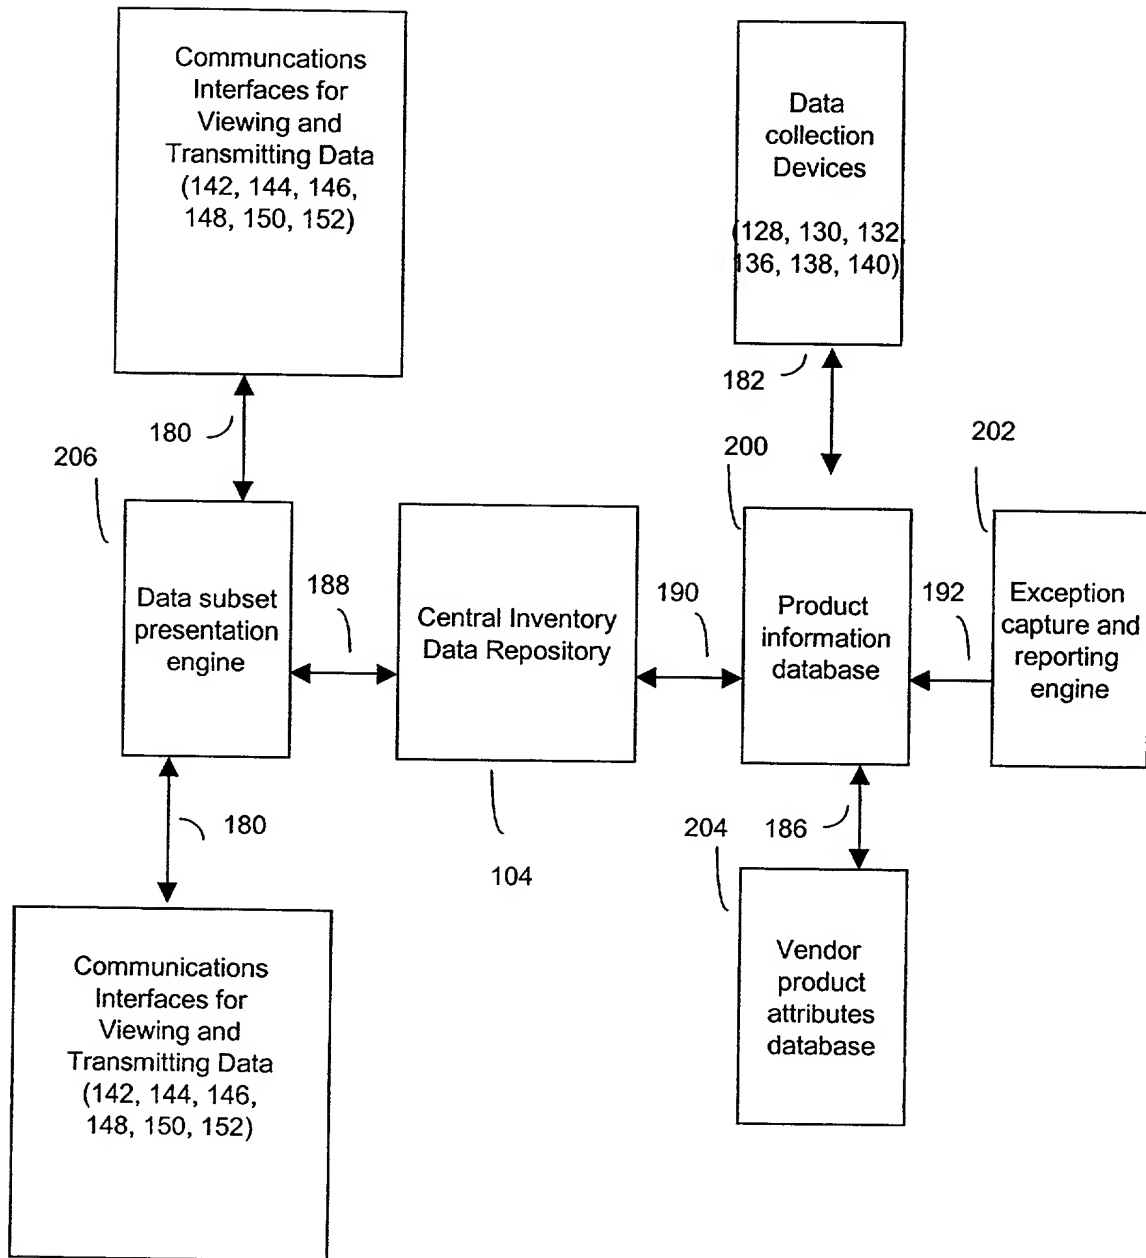 Communcations
Interfaces for
Viewing and
Transmitting Data
(142, 144, 146,
148, 150, 152)
Data
collection
Devices
(128, 130, 132,
136, 138, 140)
180
182
206
200
202
Data subset
presentation
engine
188
Central Inventory
Data Repository
190
Product
information
database
192
Exception
capture and
reporting
engine
180
104
204
186
Communications
Interfaces for
Viewing and
Transmitting Data
(142, 144, 146,
148, 150, 152)
Vendor
product
attributes
database